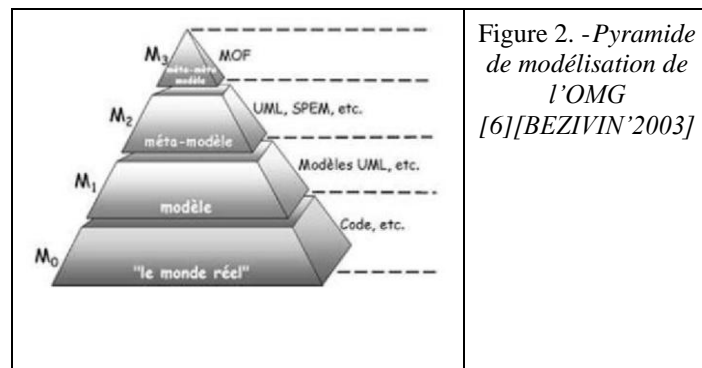 M3
MOF
méta-méta
modèle
M2
UML, SPEM, etc.
méta-modèle
M1
Modèles UML, etc.
modèle
M0
Code, etc.
"le monde réel"
Figure 2. -Pyramide
de modélisation de
l'OMG
[6][BEZIVIN'2003]